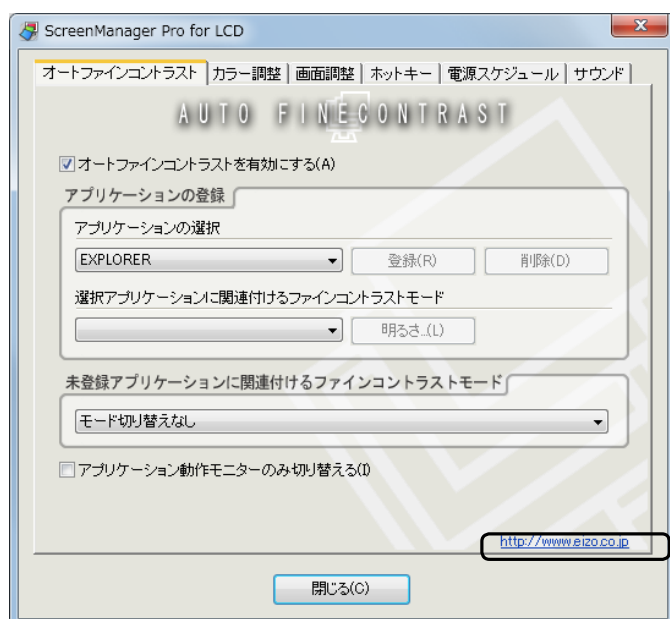 ScreenManager Pro for LCD
オートファインコントラスト カラー調整 画面調整 ホットキー 電源スケジュール サウンド
AUTO FINECONTRAST
オートファインコントラストを有効にする(A)
アプリケーションの登録
アプリケーションの選択
EXPLORER 登録(R) 削除(D)
選択アプリケーションに関連付けるファインコントラストモード
明るさ...(L)
未登録アプリケーションに関連付けるファインコントラストモード
モード切り替えなし
アプリケーション動作モニターのみ切り替える(I)
http://www.eizo.co.jp
閉じる(C)